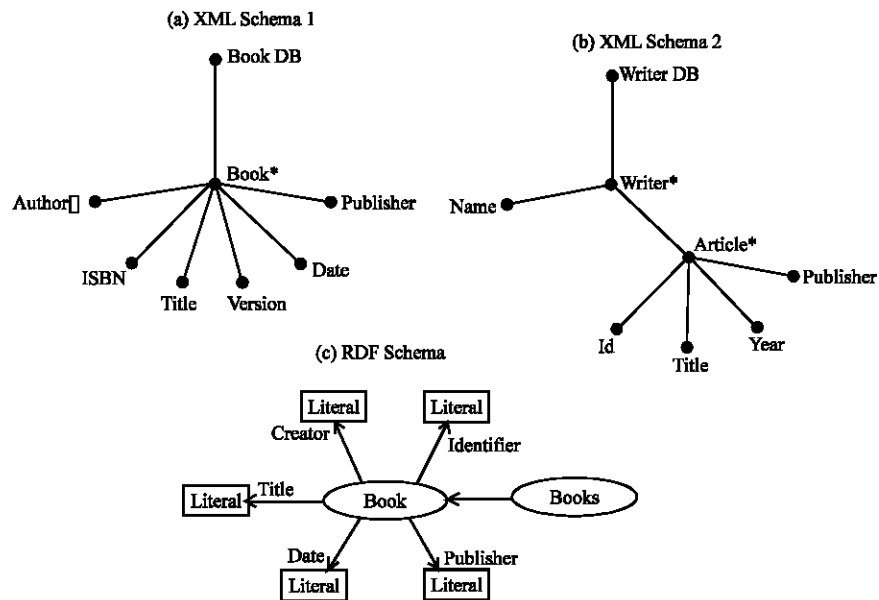 (a) XML Schema 1
Book DB
Book*
Author[]
Publisher
ISBN
Title
Version
Date
(b) XML Schema 2
Writer DB
Writer*
Name
Article*
Publisher
Id
Title
Year
(c) RDF Schema
Literal
Literal
Creator
Identifier
Literal
Title
Book
Books
Date
Publisher
Literal
Literal